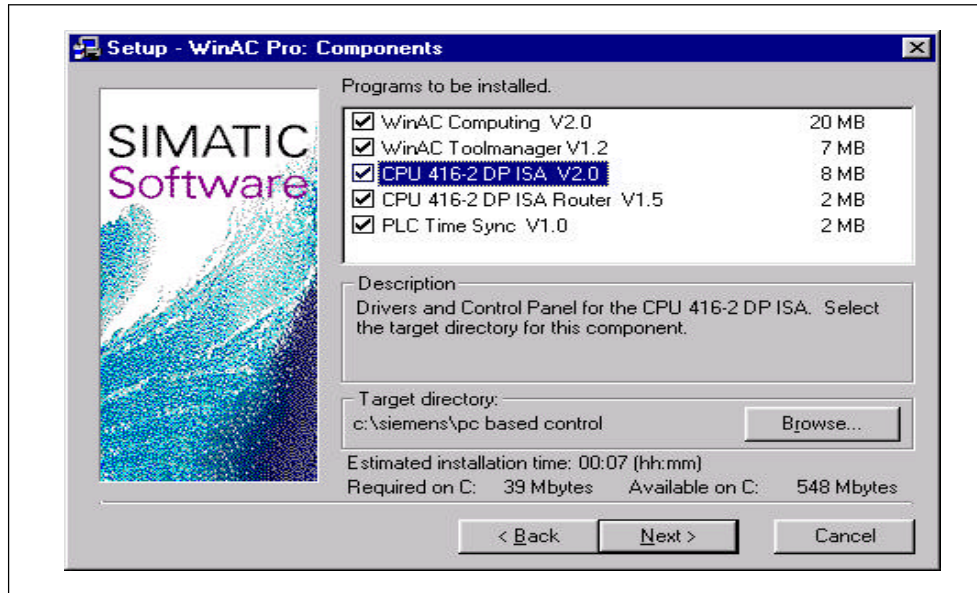 Setup - WinAC Pro: Components
SIMATIC
Software
Programs to be installed.
WinAC Computing V2.0 20 MB
WinAC Toolmanager V1.2 7 MB
CPU 416-2 DP ISA V2.0 8 MB
CPU 416-2 DP ISA Router V1.5 2 MB
PLC Time Sync V1.0 2 MB
Description
Drivers and Control Panel for the CPU 416-2 DP ISA. Select
the target directory for this component.
Target directory:
c:\siemens\pc based control
Browse...
Estimated installation time: 00:07 (hh:mm)
Required on C: 39 Mbytes Available on C: 548 Mbytes
< Back Next > Cancel